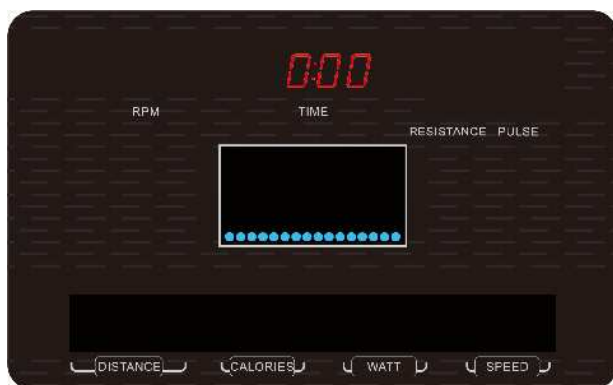 0:00
RPM TIME
RESISTANCE PULSE
DISTANCE CALORIES WATT SPEED